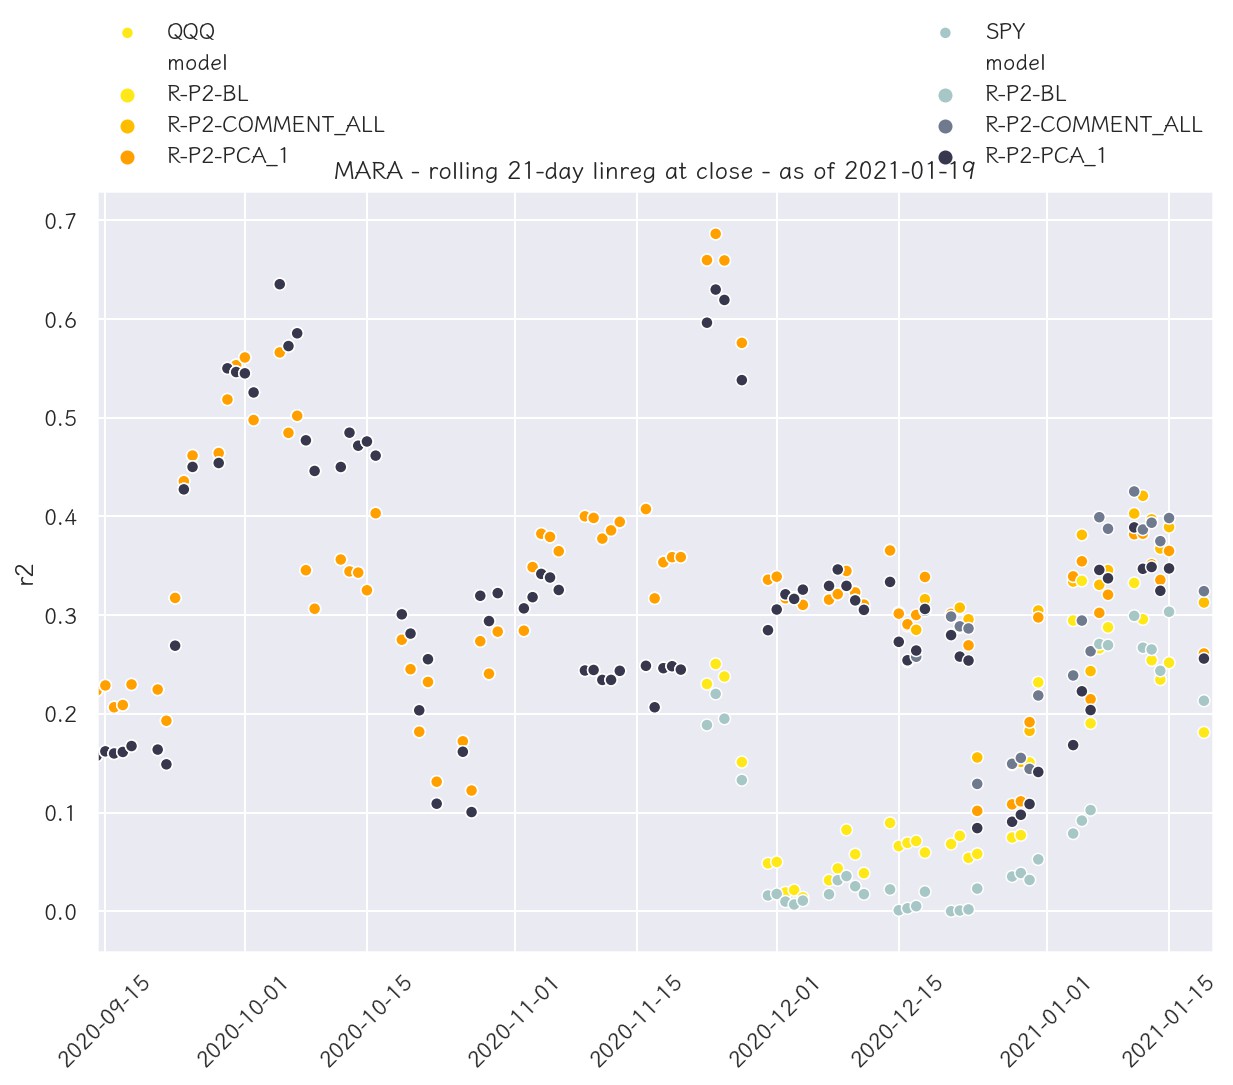 QQQ
model
R-P2-BL
R-P2-COMMENT_ALL
R-P2-PCA_1
SPY
model
R-P2-BL
R-P2-COMMENT_ALL
R-P2-PCA_1
MARA - rolling 21-day linreg at close - as of 2021-01-19
r2
0.7
0.6
0.5
0.4
0.3
0.2
0.1
0.0
2020-09-15
2020-10-01
2020-10-15
2020-11-01
2020-11-15
2020-12-01
2020-12-15
2021-01-01
2021-01-15